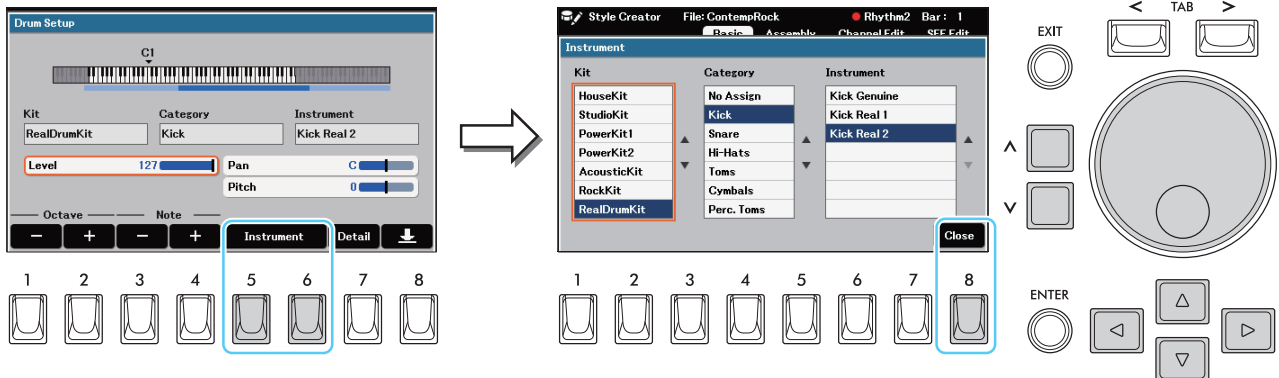 Drum Setup
C1
Kit Category Instrument
RealDrumKit Kick Kick Real 2
Level 127 Pan C
Pitch 0
Octave Note
− + − + Instrument Detail
1 2 3 4 5 6 7 8
Style Creator File: ContempRock Rhythm2 Bar: 1
Basic Assembly Channel Edit SFF Edit
Instrument
Kit Category Instrument
HouseKit No Assign Kick Genuine
StudioKit Kick Kick Real 1
PowerKit1 Snare Kick Real 2
PowerKit2 Hi-Hats
AcousticKit Toms
RockKit Cymbals
RealDrumKit Perc. Toms
Close
1 2 3 4 5 6 7 8
< TAB >
EXIT
ENTER